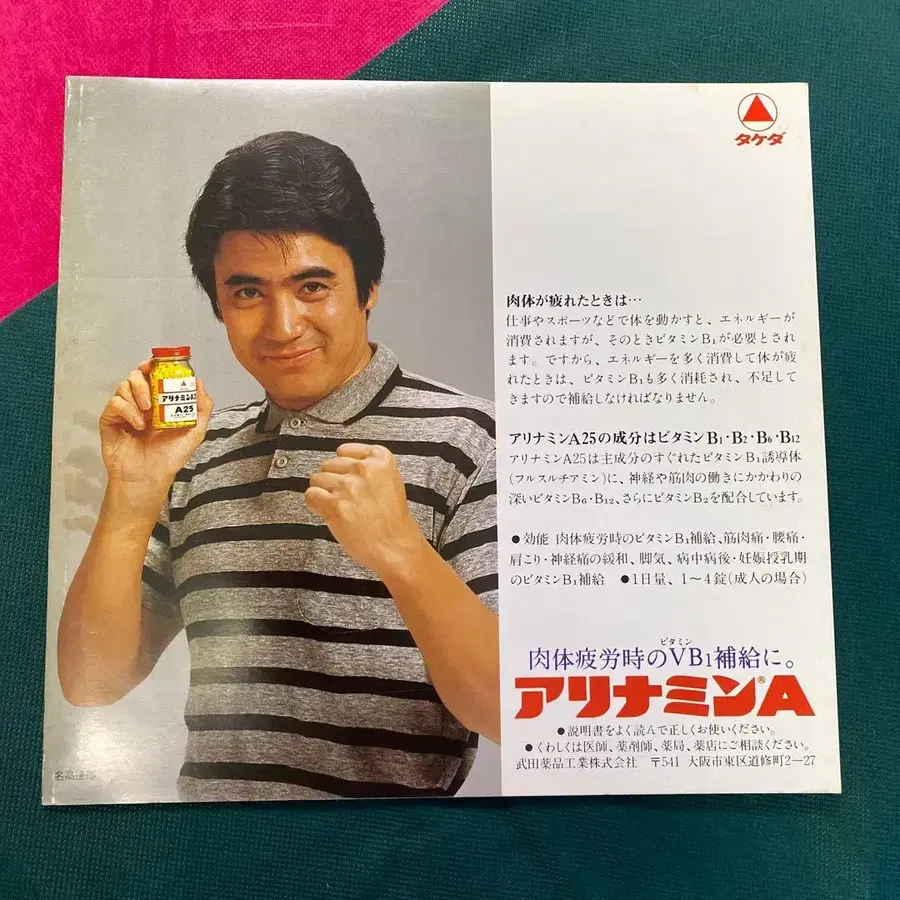 タケダ
肉体が疲れたときは…
仕事やスポーツなどで体を動かすと、エネルギーが
消費されますが、そのときビタミンB₁が必要とされ
ます。ですから、エネルギーを多く消費して体が疲
れたときは、ビタミンB₁も多く消耗され、不足して
きますので補給しなければなりません。
アリナミンA25の成分はビタミンB₁・B₂・B₆・B₁₂
アリナミンA25は主成分のすぐれたビタミンB₁誘導体
(フルスルチアミン)に、神経や筋肉の働きにかかわりの
深いビタミンB₆・B₁₂、さらにビタミンB₂を配合しています。
●効能 肉体疲労時のビタミンB₁補給、筋肉痛・腰痛・
肩こり・神経痛の緩和、脚気、病中病後・妊娠授乳期
のビタミンB₁補給 ●1日量、1〜4錠(成人の場合)
ビタミン
肉体疲労時のVB₁補給に。
アリナミン®A
●説明書をよく読んで正しくお使いください。
●くわしくは医師、薬剤師、薬局、薬店にご相談ください。
武田薬品工業株式会社 〒541 大阪市東区道修町2—27
アリナミンA25
A25
名高達郎